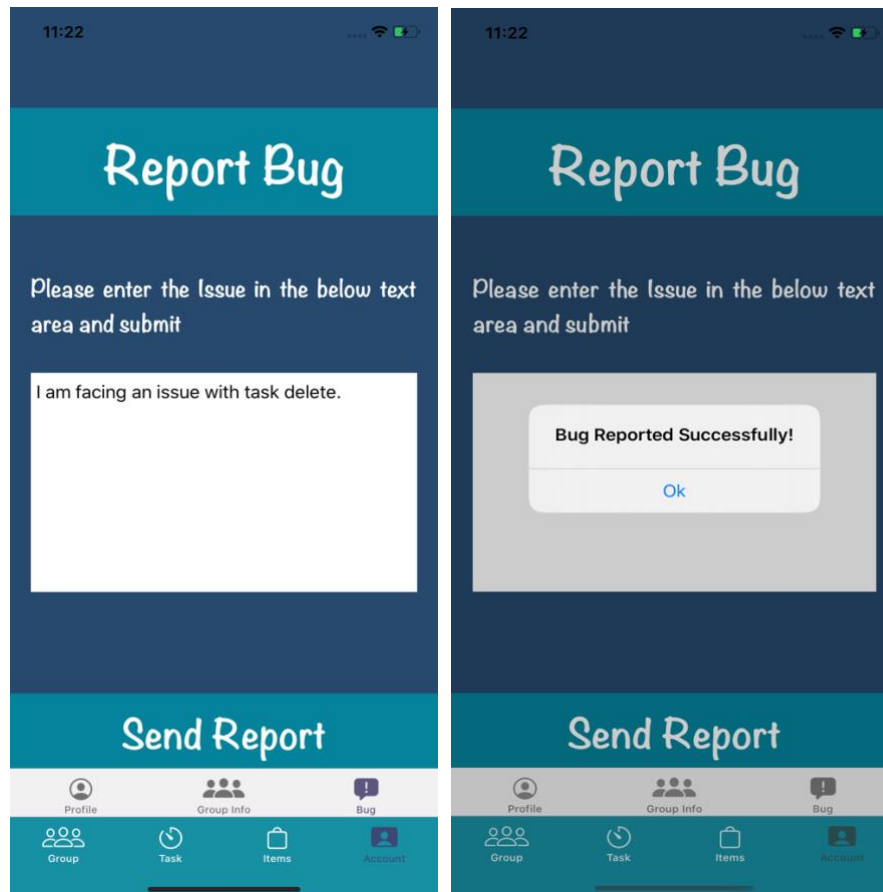 11:22
Report Bug
Please enter the Issue in the below text
area and submit
I am facing an issue with task delete.
Send Report
Profile
Group Info
Bug
Group
Task
Items
Account
11:22
Report Bug
Please enter the Issue in the below text
area and submit
Bug Reported Successfully!
Ok
Send Report
Profile
Group Info
Bug
Group
Task
Items
Account